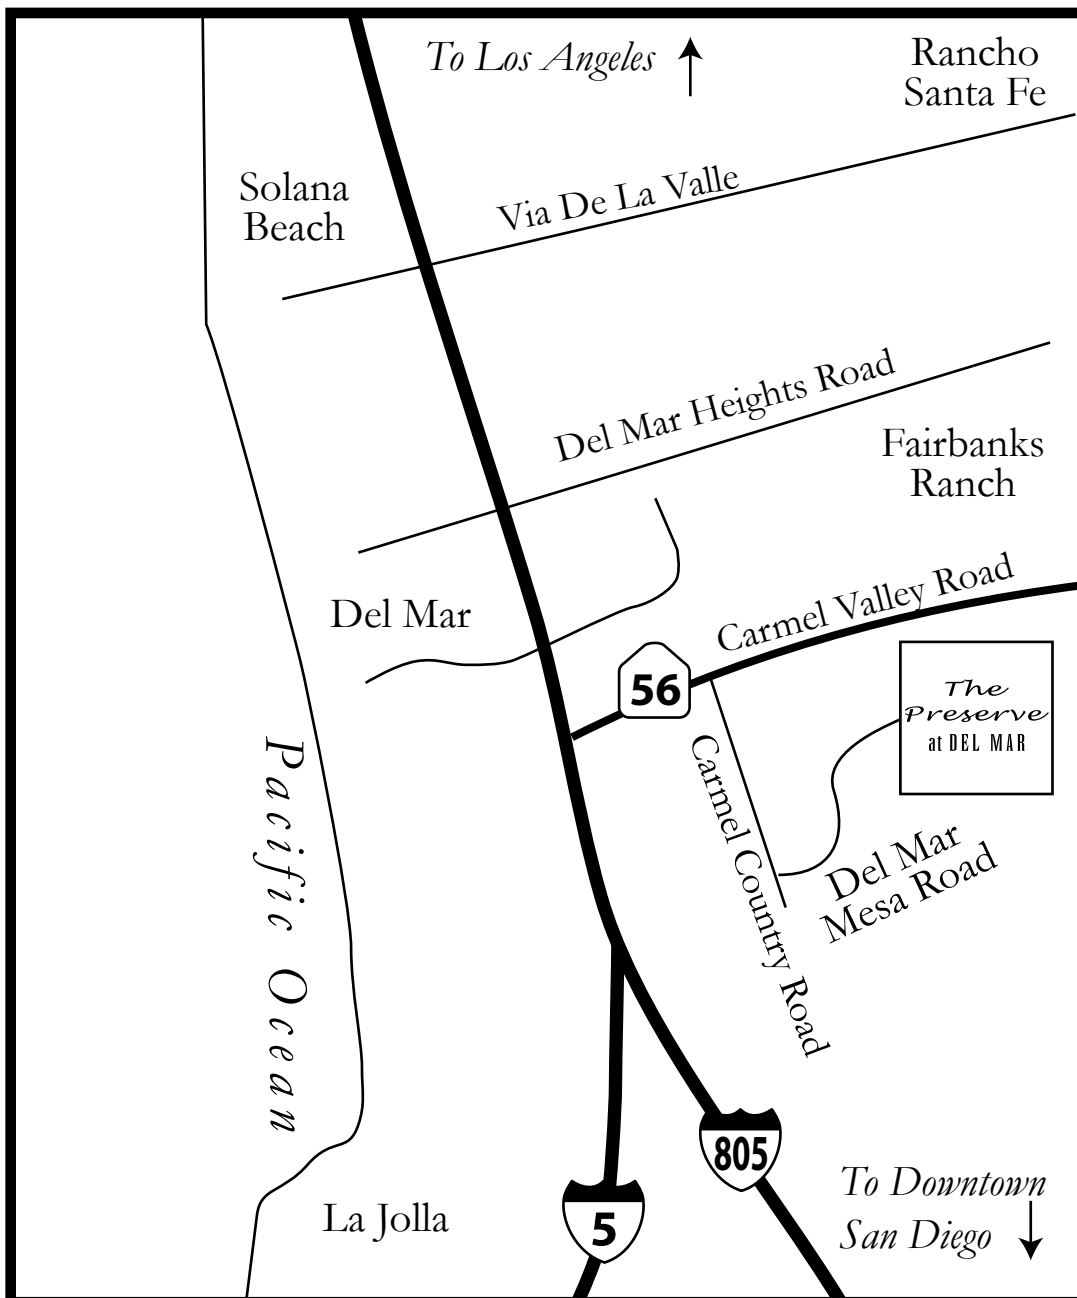 To Los Angeles
Rancho
Santa Fe
Solana
Beach
Via De La Valle
Del Mar Heights Road
Fairbanks
Ranch
Del Mar
Carmel Valley Road
56
The
Preserve
at DEL MAR
Pacific Ocean
Carmel Country Road
Del Mar
Mesa Road
805
5
La Jolla
To Downtown
San Diego